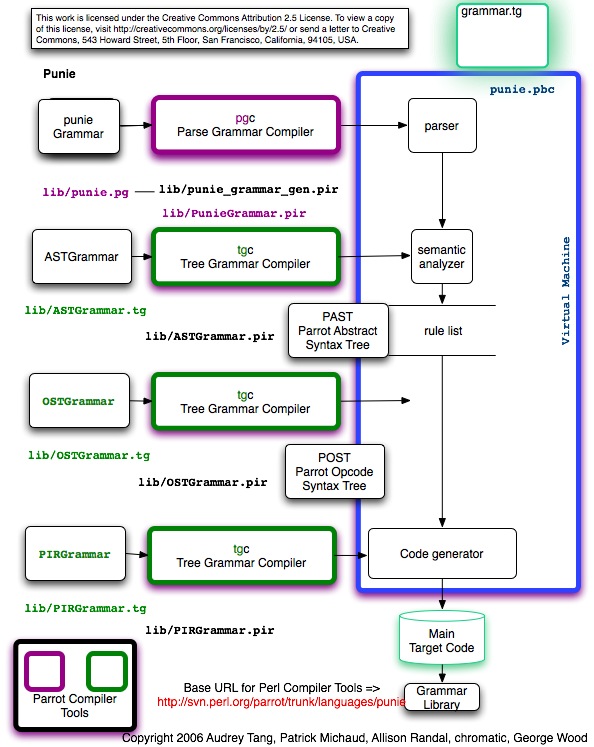 This work is licensed under the Creative Commons Attribution 2.5 License. To view a copy
of this license, visit http://creativecommons.org/licenses/by/2.5/ or send a letter to Creative
Commons, 543 Howard Street, 5th Floor, San Francisco, California, 94105, USA.
grammar.tg
Punie
punie.pbc
punie
Grammar
pgc
Parse Grammar Compiler
parser
lib/punie.pg
lib/punie_grammar_gen.pir
lib/PunieGrammar.pir
ASTGrammar
tgc
Tree Grammar Compiler
semantic
analyzer
Virtual Machine
lib/ASTGrammar.tg
lib/ASTGrammar.pir
PAST
Parrot Abstract
Syntax Tree
rule list
OSTGrammar
tgc
Tree Grammar Compiler
lib/OSTGrammar.tg
lib/OSTGrammar.pir
POST
Parrot Opcode
Syntax Tree
PIRGrammar
tgc
Tree Grammar Compiler
Code generator
lib/PIRGrammar.tg
lib/PIRGrammar.pir
Main
Target Code
Parrot Compiler
Tools
Base URL for Perl Compiler Tools =>
http://svn.perl.org/parrot/trunk/languages/punie
Grammar
Library
Copyright 2006 Audrey Tang, Patrick Michaud, Allison Randal, chromatic, George Wood